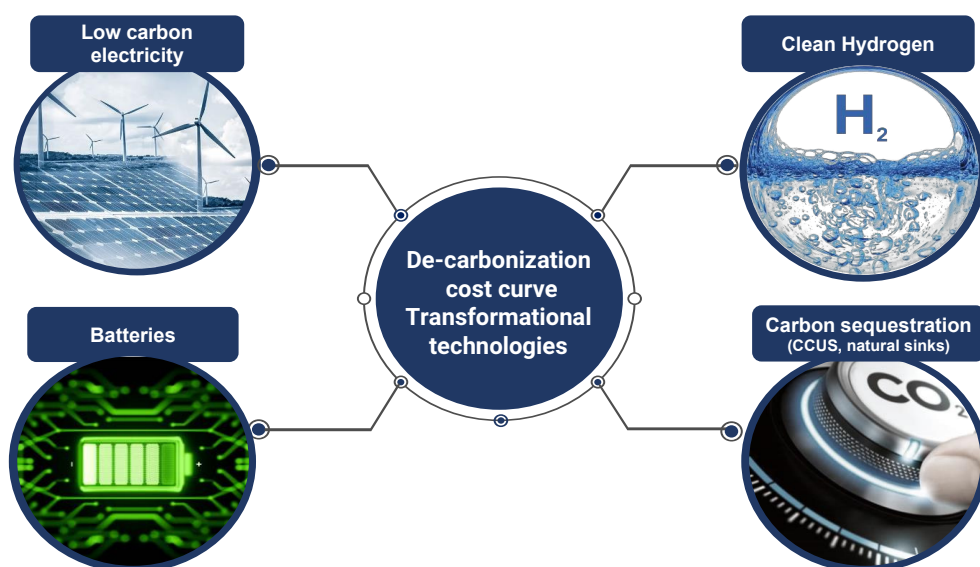 Low carbon
electricity
Clean Hydrogen
H2
De-carbonization
cost curve
Transformational
technologies
Batteries
- +
Carbon sequestration
(CCUS, natural sinks)
CO2